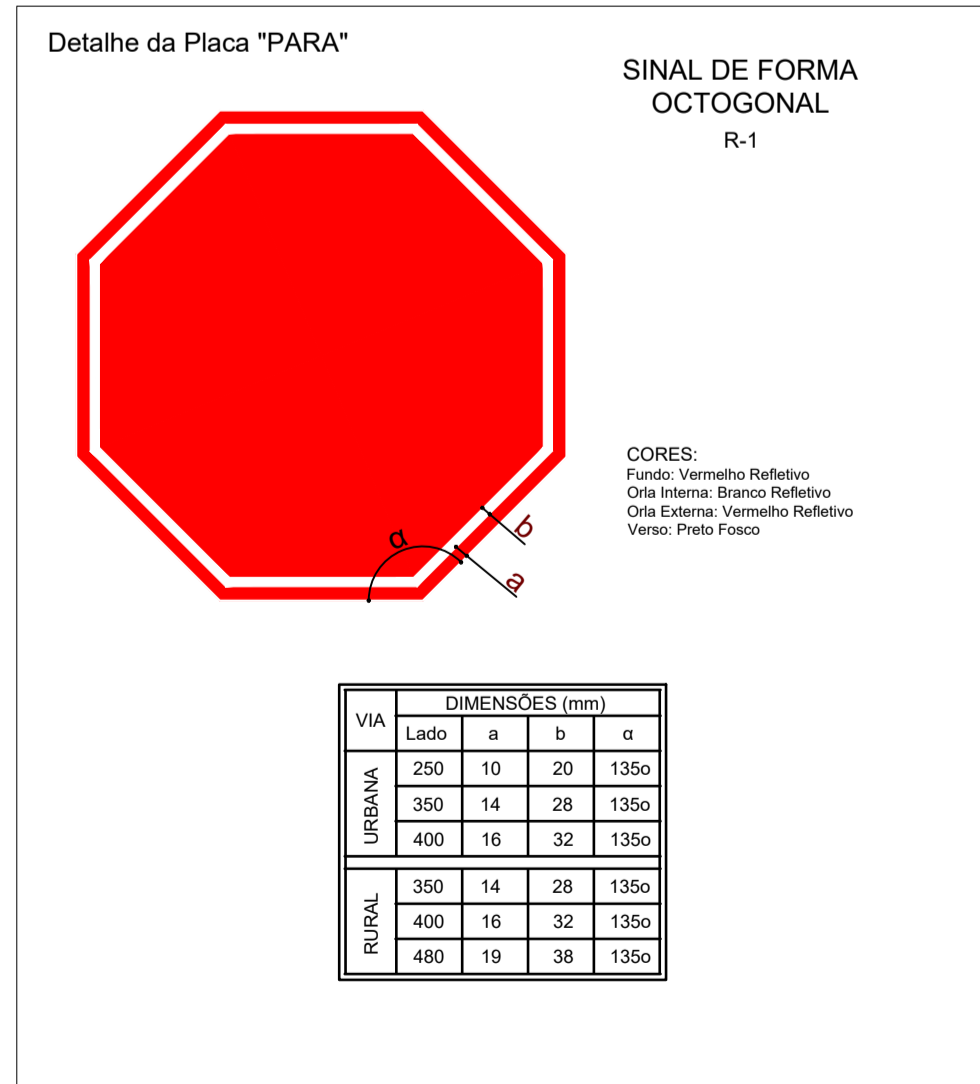 Detalhe da Placa "PARA"
SINAL DE FORMA
OCTOGONAL
R-1
CORES:
Fundo: Vermelho Refletivo
Orla Interna: Branco Refletivo
Orla Externa: Vermelho Refletivo
Verso: Preto Fosco
b
α
a
VIA
DIMENSÕES (mm)
Lado a b α
URBANA
250 10 20 135o
350 14 28 135o
400 16 32 135o
RURAL
350 14 28 135o
400 16 32 135o
480 19 38 135o